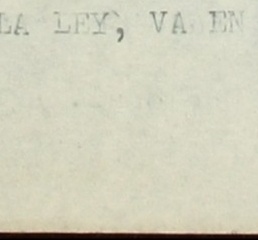 LA LEY, VA EN